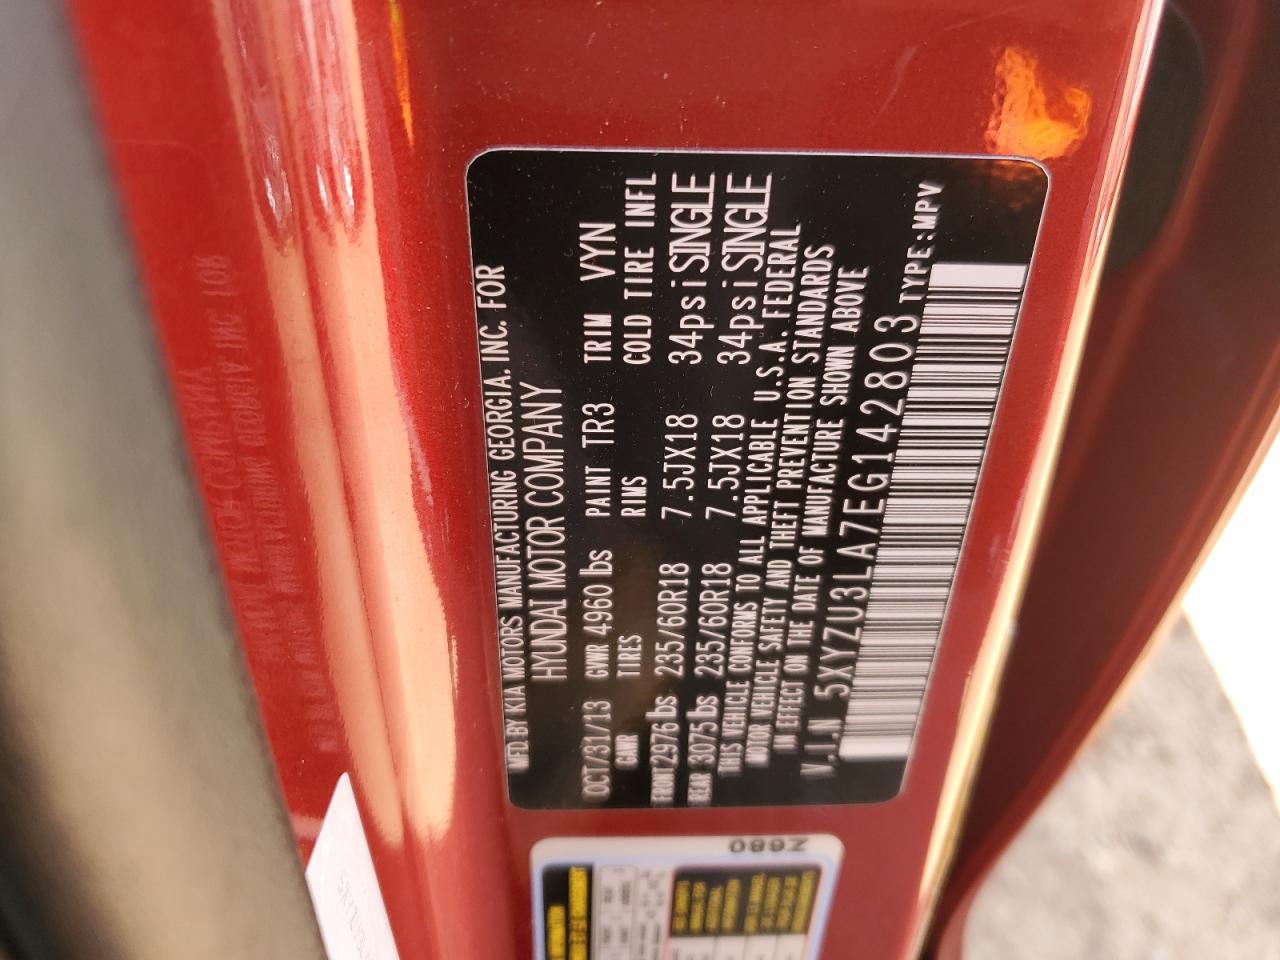 MFD. BY KIA MOTORS MANUFACTURING GEORGIA, INC. FOR
HYUNDAI MOTOR COMPANY
OCT/31/13 GVWR 4960 lbs PAINT TR3 TRIM VYN
GAWR TIRES RIMS COLD TIRE INFL
FRONT 2976 lbs 235/60R18 7.5JX18 34psi SINGLE
REAR 3075 lbs 235/60R18 7.5JX18 34psi SINGLE
THIS VEHICLE CONFORMS TO ALL APPLICABLE U.S.A. FEDERAL
MOTOR VEHICLE SAFETY AND THEFT PREVENTION STANDARDS
IN EFFECT ON THE DATE OF MANUFACTURE SHOWN ABOVE
V.I.N 5XYZU3LA7EG142803 TYPE:MPV
Z680